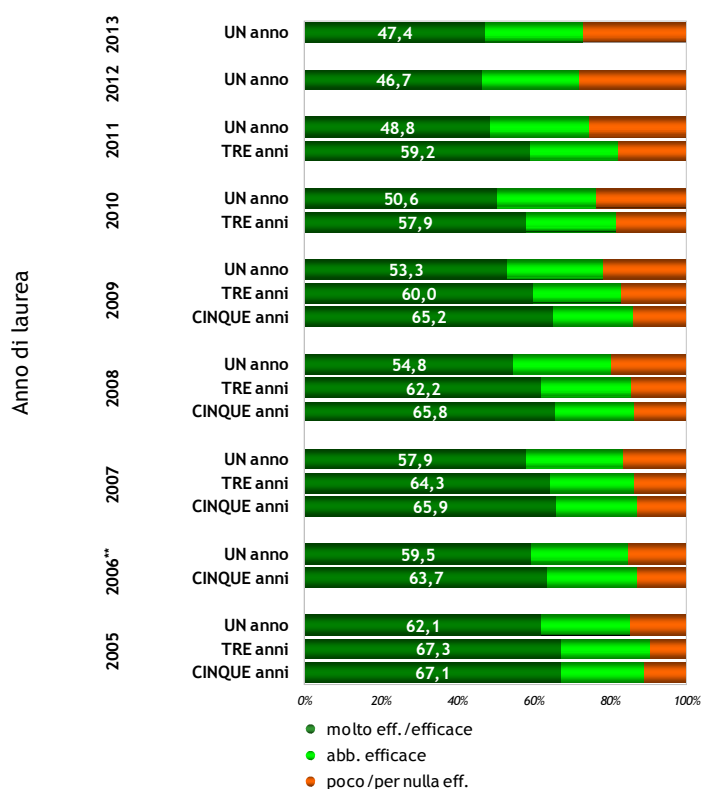 Anno di laurea
2013
UN anno 47,4
2012
UN anno 46,7
2011
UN anno 48,8
TRE anni 59,2
2010
UN anno 50,6
TRE anni 57,9
2009
UN anno 53,3
TRE anni 60,0
CINQUE anni 65,2
2008
UN anno 54,8
TRE anni 62,2
CINQUE anni 65,8
2007
UN anno 57,9
TRE anni 64,3
CINQUE anni 65,9
2006**
UN anno 59,5
CINQUE anni 63,7
2005
UN anno 62,1
TRE anni 67,3
CINQUE anni 67,1
0% 20% 40% 60% 80% 100%
molto eff./efficace
abb. efficace
poco/per nulla eff.